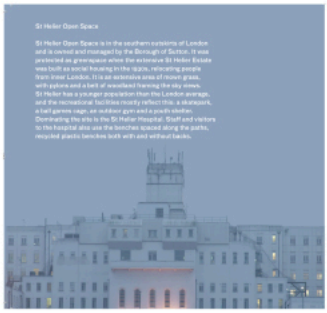 St Helier Open Space
St Helier Open Space is in the southern outskirts of London
and is owned and managed by the Borough of Sutton. It was
protected as greenspace when the extensive St Helier Estate
was built as social housing in the 1930s, relocating people
from inner London. It is an extensive area of mown grass,
with pylons and a belt of woodland framing the sky views.
St Helier has a younger population than the London average,
and the recreational facilities mostly reflect this: a skatepark,
a ball games cage, an outdoor gym and a youth shelter.
Dominating the site is the St Helier Hospital. Staff and visitors
to the hospital also use the benches spaced along the paths,
recycled plastic benches both with and without backs.